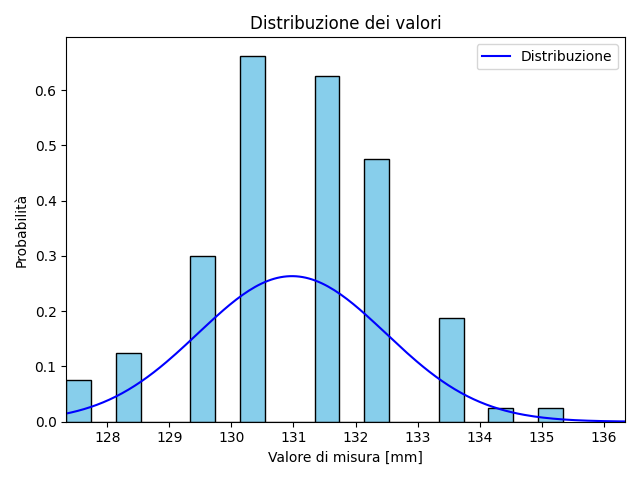 Distribuzione dei valori
Distribuzione
Probabilità
0.6
0.5
0.4
0.3
0.2
0.1
0.0
128 129 130 131 132 133 134 135 136
Valore di misura [mm]